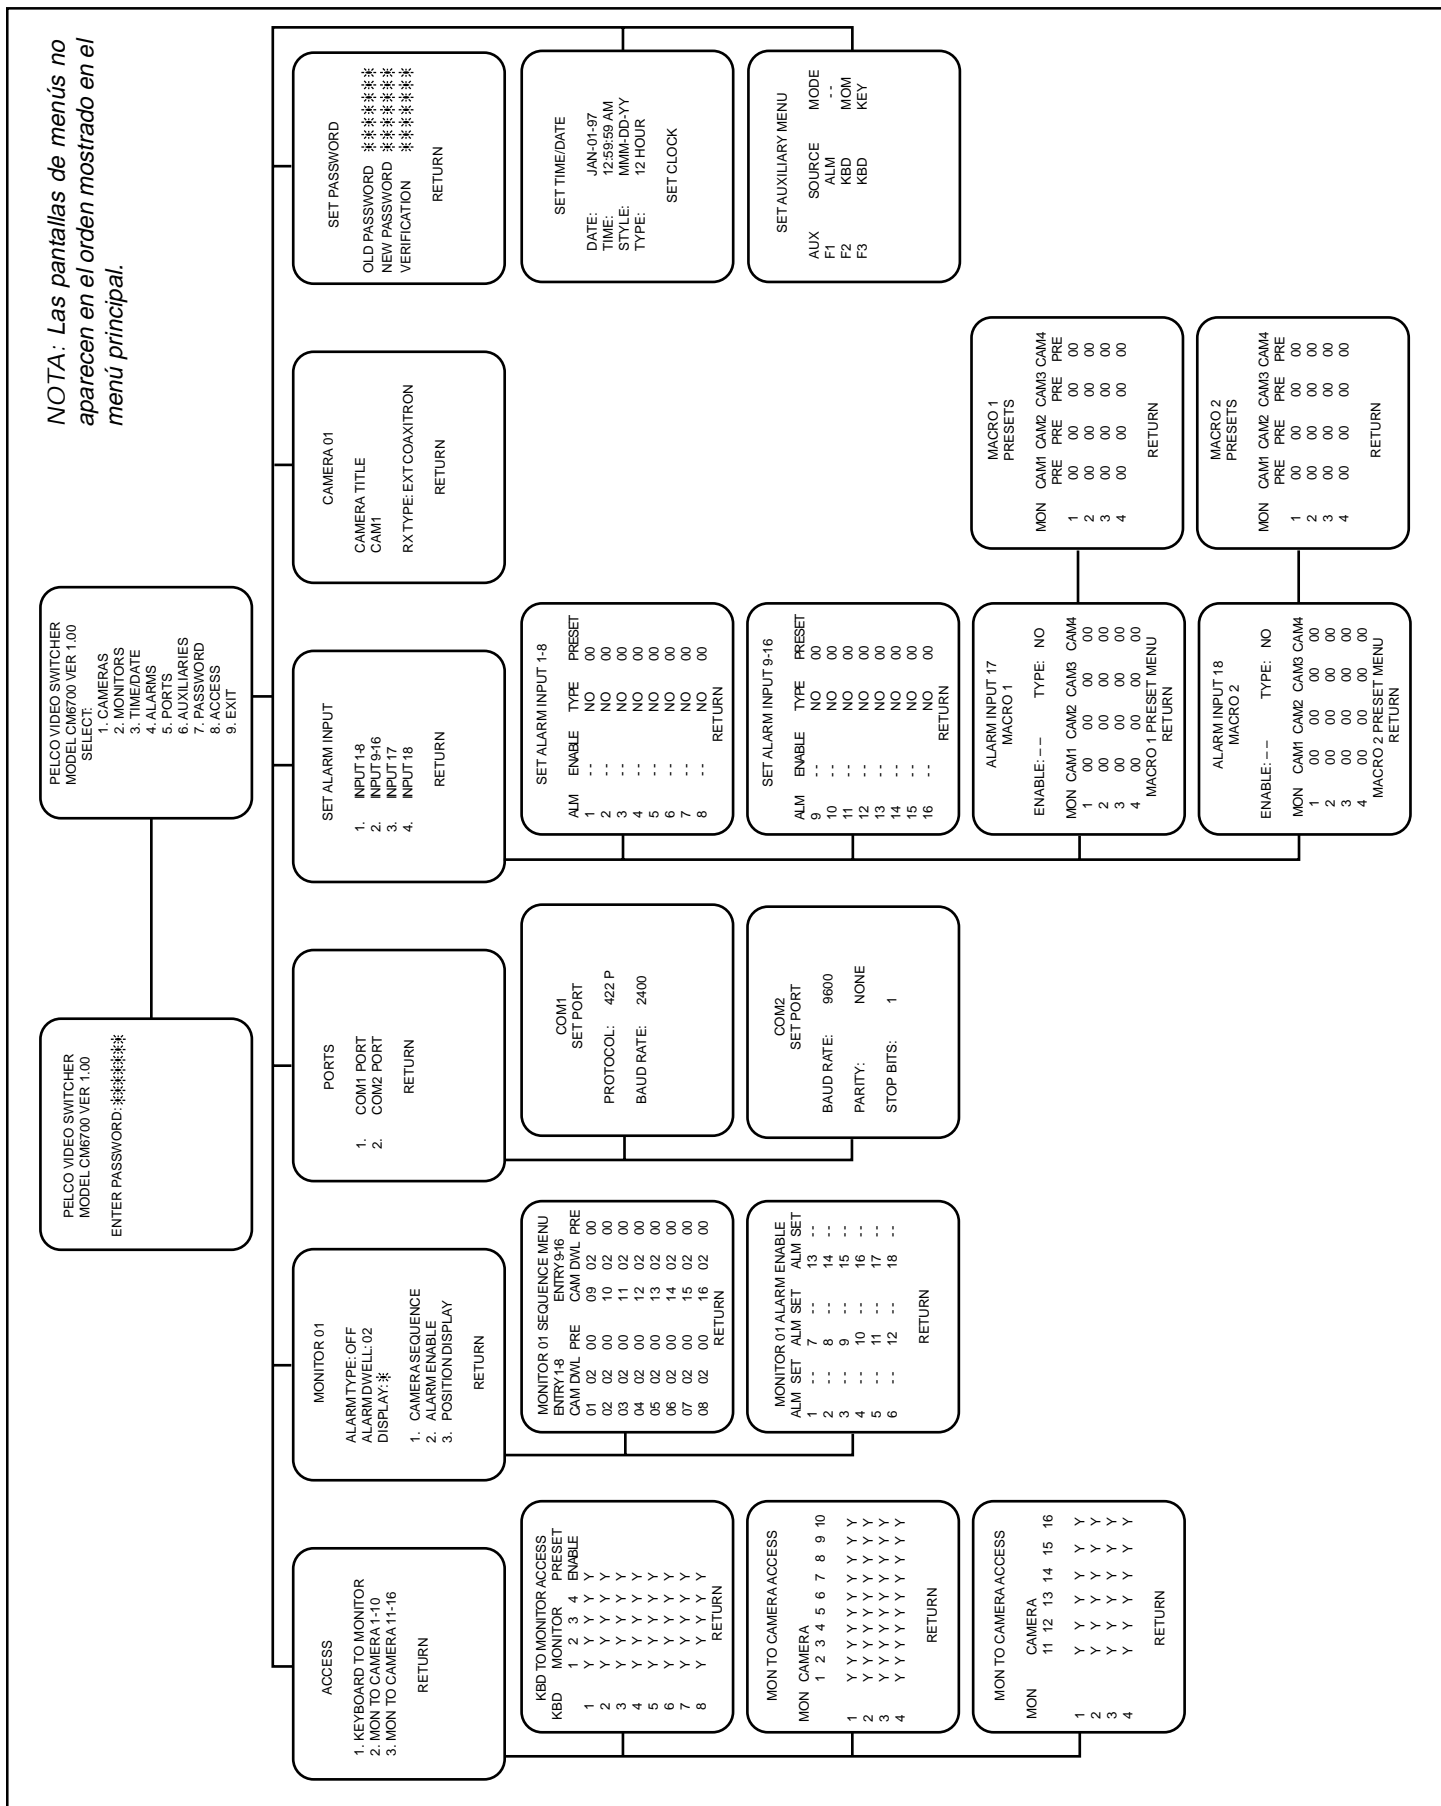 NOTA: Las pantallas de menús no
aparecen en el orden mostrado en el
menú principal.
PELCO VIDEO SWITCHER
MODEL CM6700 VER 1.00
ENTER PASSWORD: ********
PELCO VIDEO SWITCHER
MODEL CM6700 VER 1.00
SELECT:
1. CAMERAS
2. MONITORS
3. TIME/DATE
4. ALARMS
5. PORTS
6. AUXILIARIES
7. PASSWORD
8. ACCESS
9. EXIT
ACCESS
1. KEYBOARD TO MONITOR
2. MON TO CAMERA 1-10
3. MON TO CAMERA 11-16
RETURN
KBD TO MONITOR ACCESS
KBD MONITOR PRESET
1 2 3 4 ENABLE
1 Y Y Y Y Y
2 Y Y Y Y Y
3 Y Y Y Y Y
4 Y Y Y Y Y
5 Y Y Y Y Y
6 Y Y Y Y Y
7 Y Y Y Y Y
8 Y Y Y Y Y
RETURN
MON TO CAMERA ACCESS
MON CAMERA
1 2 3 4 5 6 7 8 9 10
1 Y Y Y Y Y Y Y Y Y Y
2 Y Y Y Y Y Y Y Y Y Y
3 Y Y Y Y Y Y Y Y Y Y
4 Y Y Y Y Y Y Y Y Y Y
RETURN
MON TO CAMERA ACCESS
MON CAMERA
11 12 13 14 15 16
1 Y Y Y Y Y Y
2 Y Y Y Y Y Y
3 Y Y Y Y Y Y
4 Y Y Y Y Y Y
RETURN
MONITOR 01
ALARM TYPE: OFF
ALARM DWELL: 02
DISPLAY: *
1. CAMERA SEQUENCE
2. ALARM ENABLE
3. POSITION DISPLAY
RETURN
MONITOR 01 SEQUENCE MENU
ENTRY 1-8 ENTRY 9-16
CAM DWL PRE CAM DWL PRE
01 02 00 09 02 00
02 02 00 10 02 00
03 02 00 11 02 00
04 02 00 12 02 00
05 02 00 13 02 00
06 02 00 14 02 00
07 02 00 15 02 00
08 02 00 16 02 00
RETURN
MONITOR 01 ALARM ENABLE
ALM SET ALM SET ALM SET
1 -- 7 -- 13 --
2 -- 8 -- 14 --
3 -- 9 -- 15 --
4 -- 10 -- 16 --
5 -- 11 -- 17 --
6 -- 12 -- 18 --
RETURN
PORTS
1. COM1 PORT
2. COM2 PORT
RETURN
COM1
SET PORT
PROTOCOL: 422 P
BAUD RATE: 2400
COM2
SET PORT
BAUD RATE: 9600
PARITY: NONE
STOP BITS: 1
SET ALARM INPUT
1. INPUT 1-8
2. INPUT 9-16
3. INPUT 17
4. INPUT 18
RETURN
SET ALARM INPUT 1-8
ALM ENABLE TYPE PRESET
1 -- NO 00
2 -- NO 00
3 -- NO 00
4 -- NO 00
5 -- NO 00
6 -- NO 00
7 -- NO 00
8 -- NO 00
RETURN
SET ALARM INPUT 9-16
ALM ENABLE TYPE PRESET
9 -- NO 00
10 -- NO 00
11 -- NO 00
12 -- NO 00
13 -- NO 00
14 -- NO 00
15 -- NO 00
16 -- NO 00
RETURN
ALARM INPUT 17
MACRO 1
ENABLE: -- TYPE: NO
MON CAM1 CAM2 CAM3 CAM4
1 00 00 00 00
2 00 00 00 00
3 00 00 00 00
4 00 00 00 00
MACRO 1 PRESET MENU
RETURN
MACRO 1
PRESETS
MON CAM1 CAM2 CAM3 CAM4
PRE PRE PRE PRE
1 00 00 00 00
2 00 00 00 00
3 00 00 00 00
4 00 00 00 00
RETURN
ALARM INPUT 18
MACRO 2
ENABLE: -- TYPE: NO
MON CAM1 CAM2 CAM3 CAM4
1 00 00 00 00
2 00 00 00 00
3 00 00 00 00
4 00 00 00 00
MACRO 2 PRESET MENU
RETURN
MACRO 2
PRESETS
MON CAM1 CAM2 CAM3 CAM4
PRE PRE PRE PRE
1 00 00 00 00
2 00 00 00 00
3 00 00 00 00
4 00 00 00 00
RETURN
CAMERA 01
CAMERA TITLE
CAM1
RX TYPE: EXT COAXITRON
RETURN
SET PASSWORD
OLD PASSWORD ********
NEW PASSWORD ********
VERIFICATION ********
RETURN
SET TIME/DATE
DATE: JAN-01-97
TIME: 12:59:59 AM
STYLE: MMM-DD-YY
TYPE: 12 HOUR
SET CLOCK
SET AUXILIARY MENU
AUX SOURCE MODE
F1 ALM --
F2 KBD MOM
F3 KBD KEY